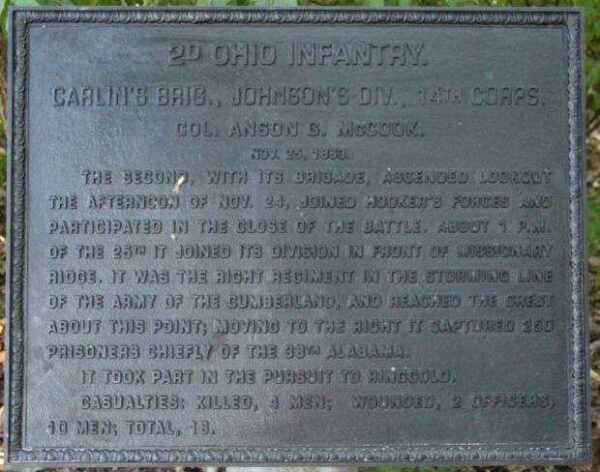 2D OHIO INFANTRY.
CARLIN'S BRIG., JOHNSON'S DIV., 14TH CORPS,
COL. ANSON G. McCOOK.
NOV. 25, 1863.
THE SECOND, WITH ITS BRIGADE, ASCENDED LOOKOUT
THE AFTERNOON OF NOV. 24, JOINED HOOKER'S FORCES AND
PARTICIPATED IN THE CLOSE OF THE BATTLE. ABOUT 1 P.M.
OF THE 25TH IT JOINED ITS DIVISION IN FRONT OF MISSIONARY
RIDGE. IT WAS THE RIGHT REGIMENT IN THE STORMING LINE
OF THE ARMY OF THE CUMBERLAND, AND REACHED THE CREST
ABOUT THIS POINT; MOVING TO THE RIGHT IT CAPTURED 250
PRISONERS CHIEFLY OF THE 38TH ALABAMA.
IT TOOK PART IN THE PURSUIT TO RINGGOLD.
CASUALTIES; KILLED, 4 MEN; WOUNDED, 2 OFFICERS,
10 MEN; TOTAL, 16.